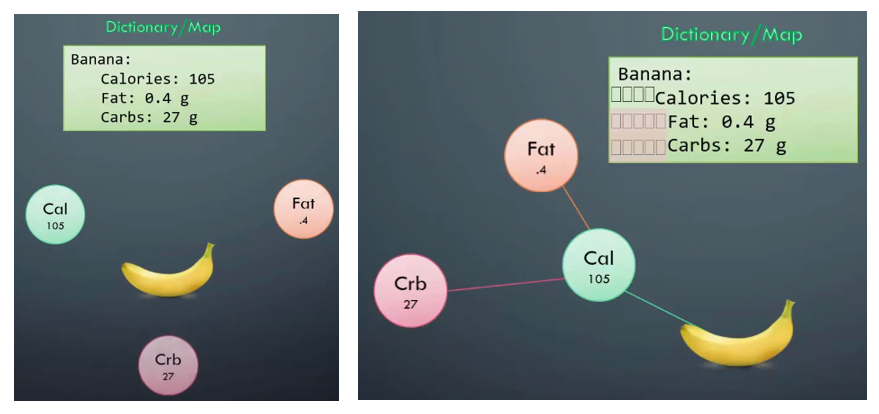 Dictionary/Map
Banana:
Calories: 105
Fat: 0.4 g
Carbs: 27 g
Cal
105
Fat
.4
Crb
27
Dictionary/Map
Banana:
□□□□Calories: 105
□□□□□Fat: 0.4 g
□□□□□Carbs: 27 g
Fat
.4
Cal
105
Crb
27